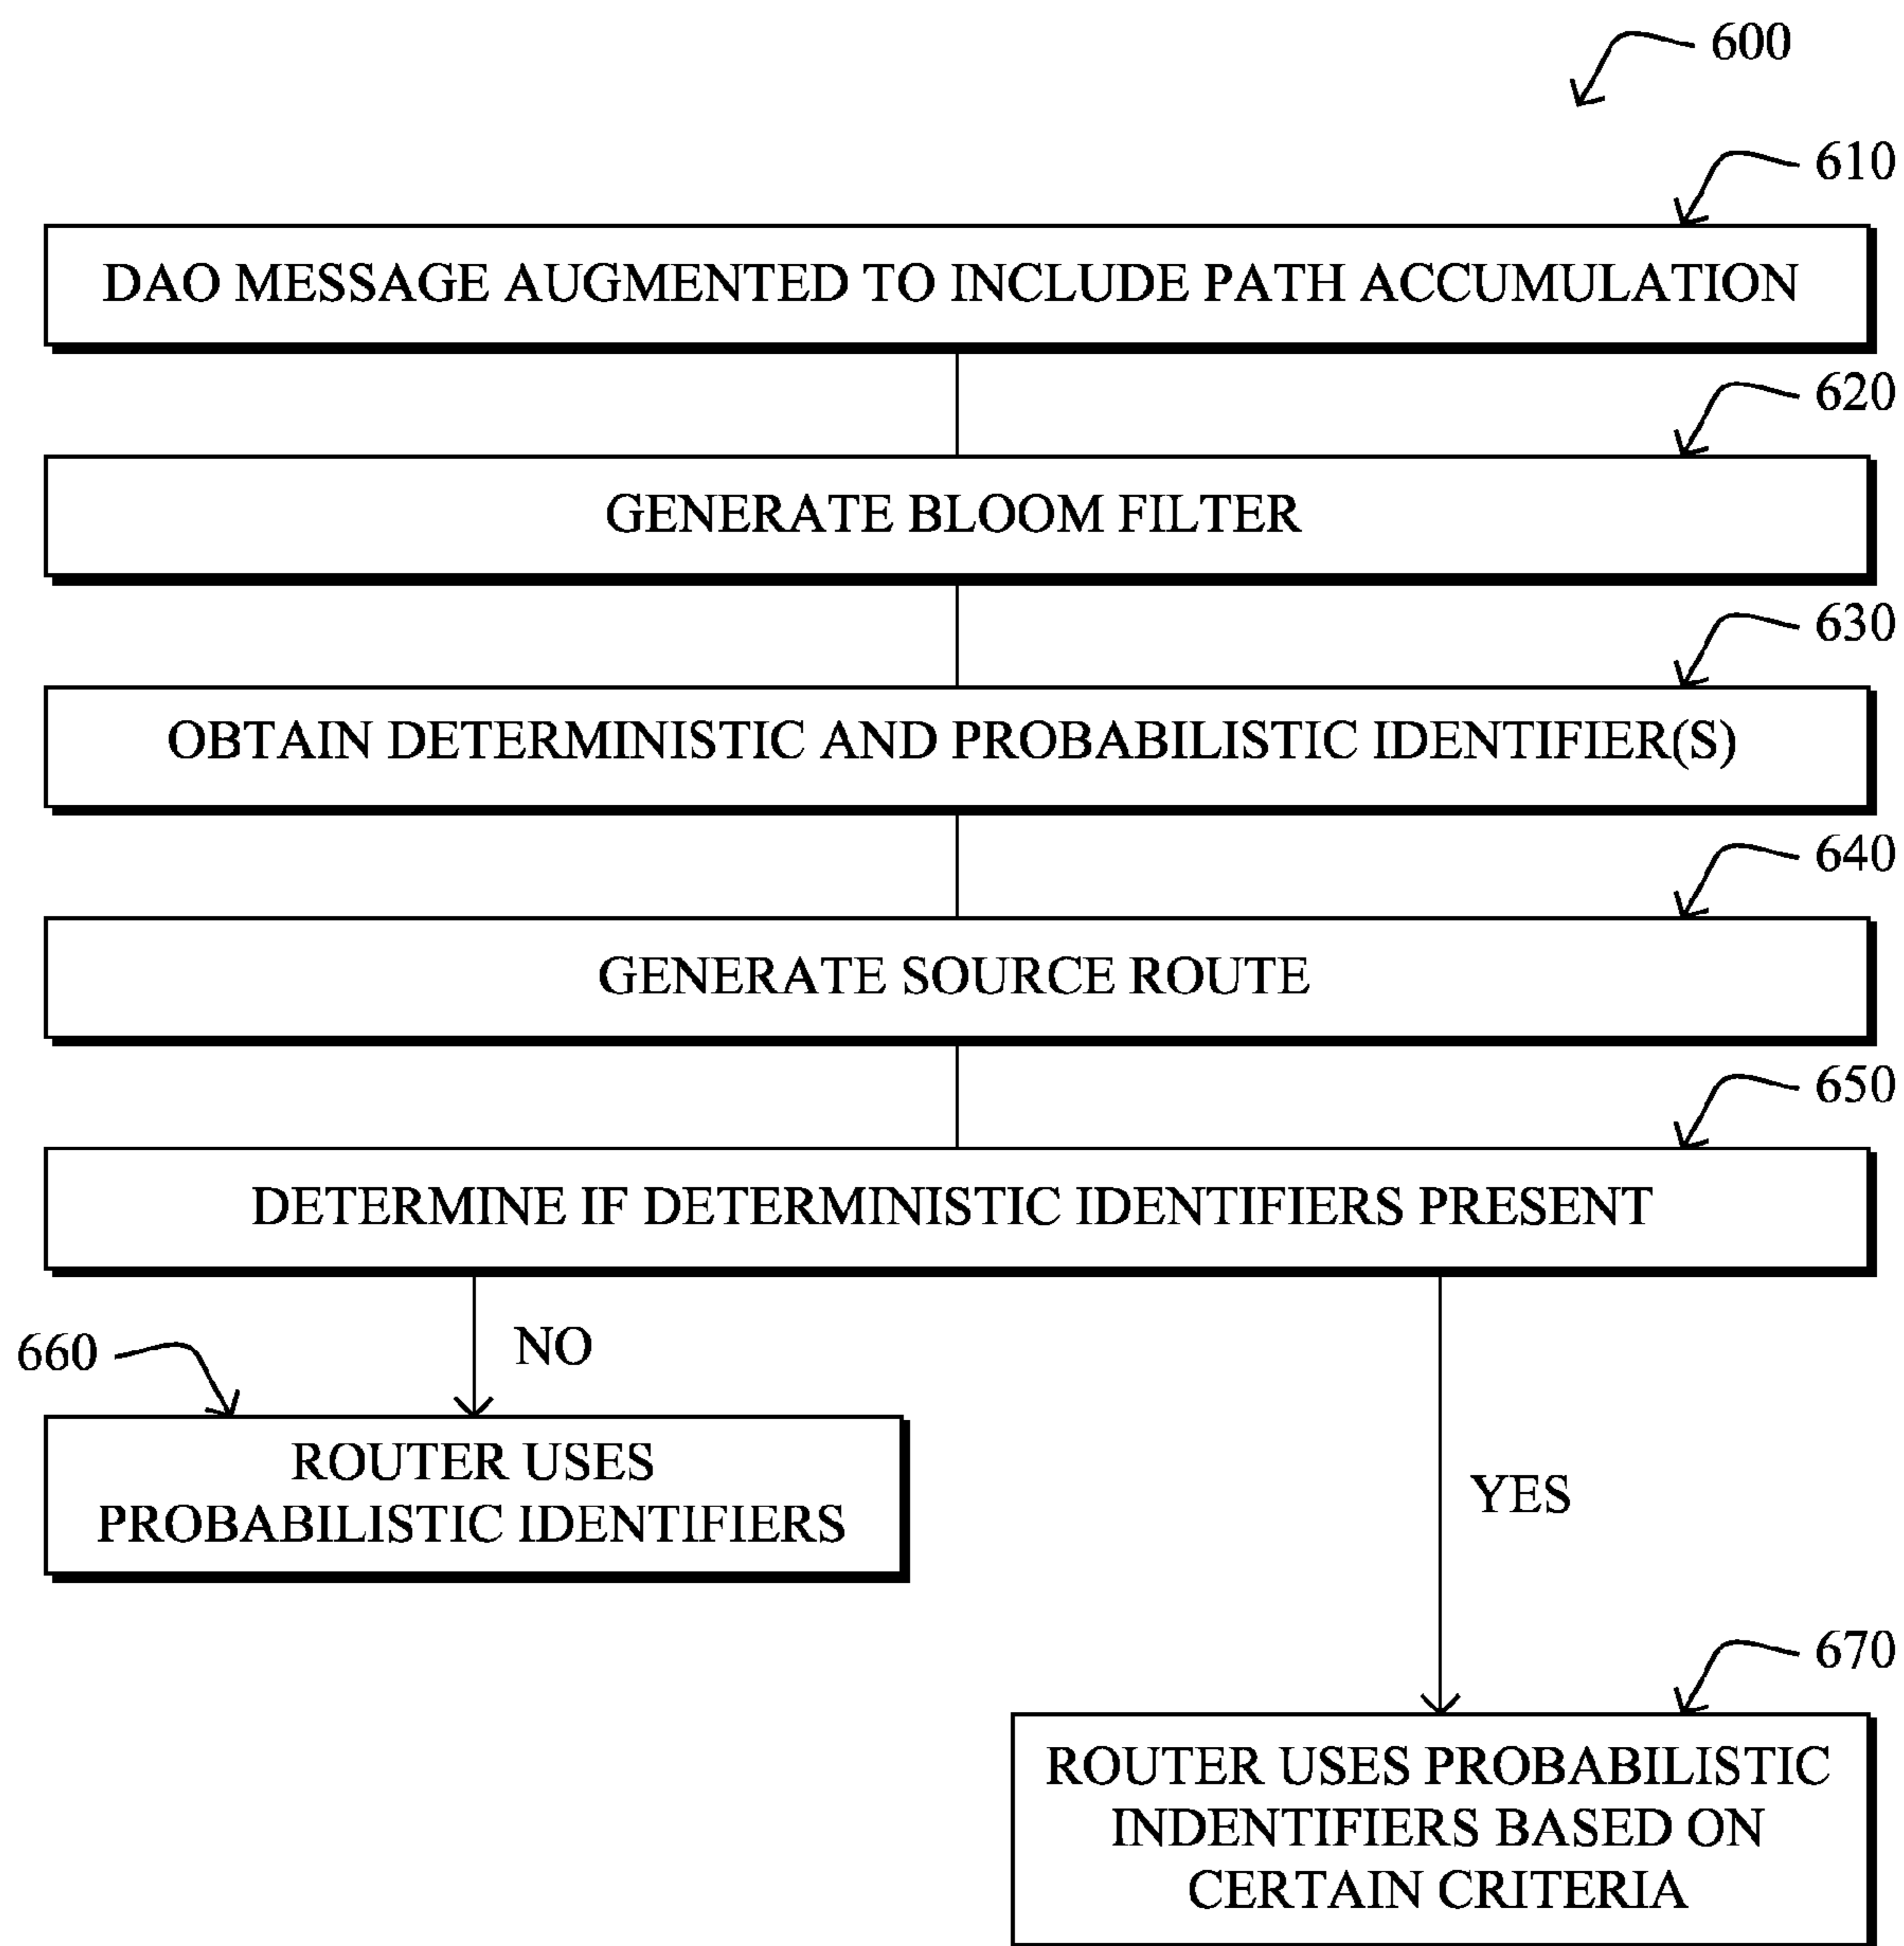 600
610
DAO MESSAGE AUGMENTED TO INCLUDE PATH ACCUMULATION
620
GENERATE BLOOM FILTER
630
OBTAIN DETERMINISTIC AND PROBABILISTIC IDENTIFIER(S)
640
GENERATE SOURCE ROUTE
650
DETERMINE IF DETERMINISTIC IDENTIFIERS PRESENT
660
NO
ROUTER USES
PROBABILISTIC IDENTIFIERS
YES
670
ROUTER USES PROBABILISTIC
INDENTIFIERS BASED ON
CERTAIN CRITERIA